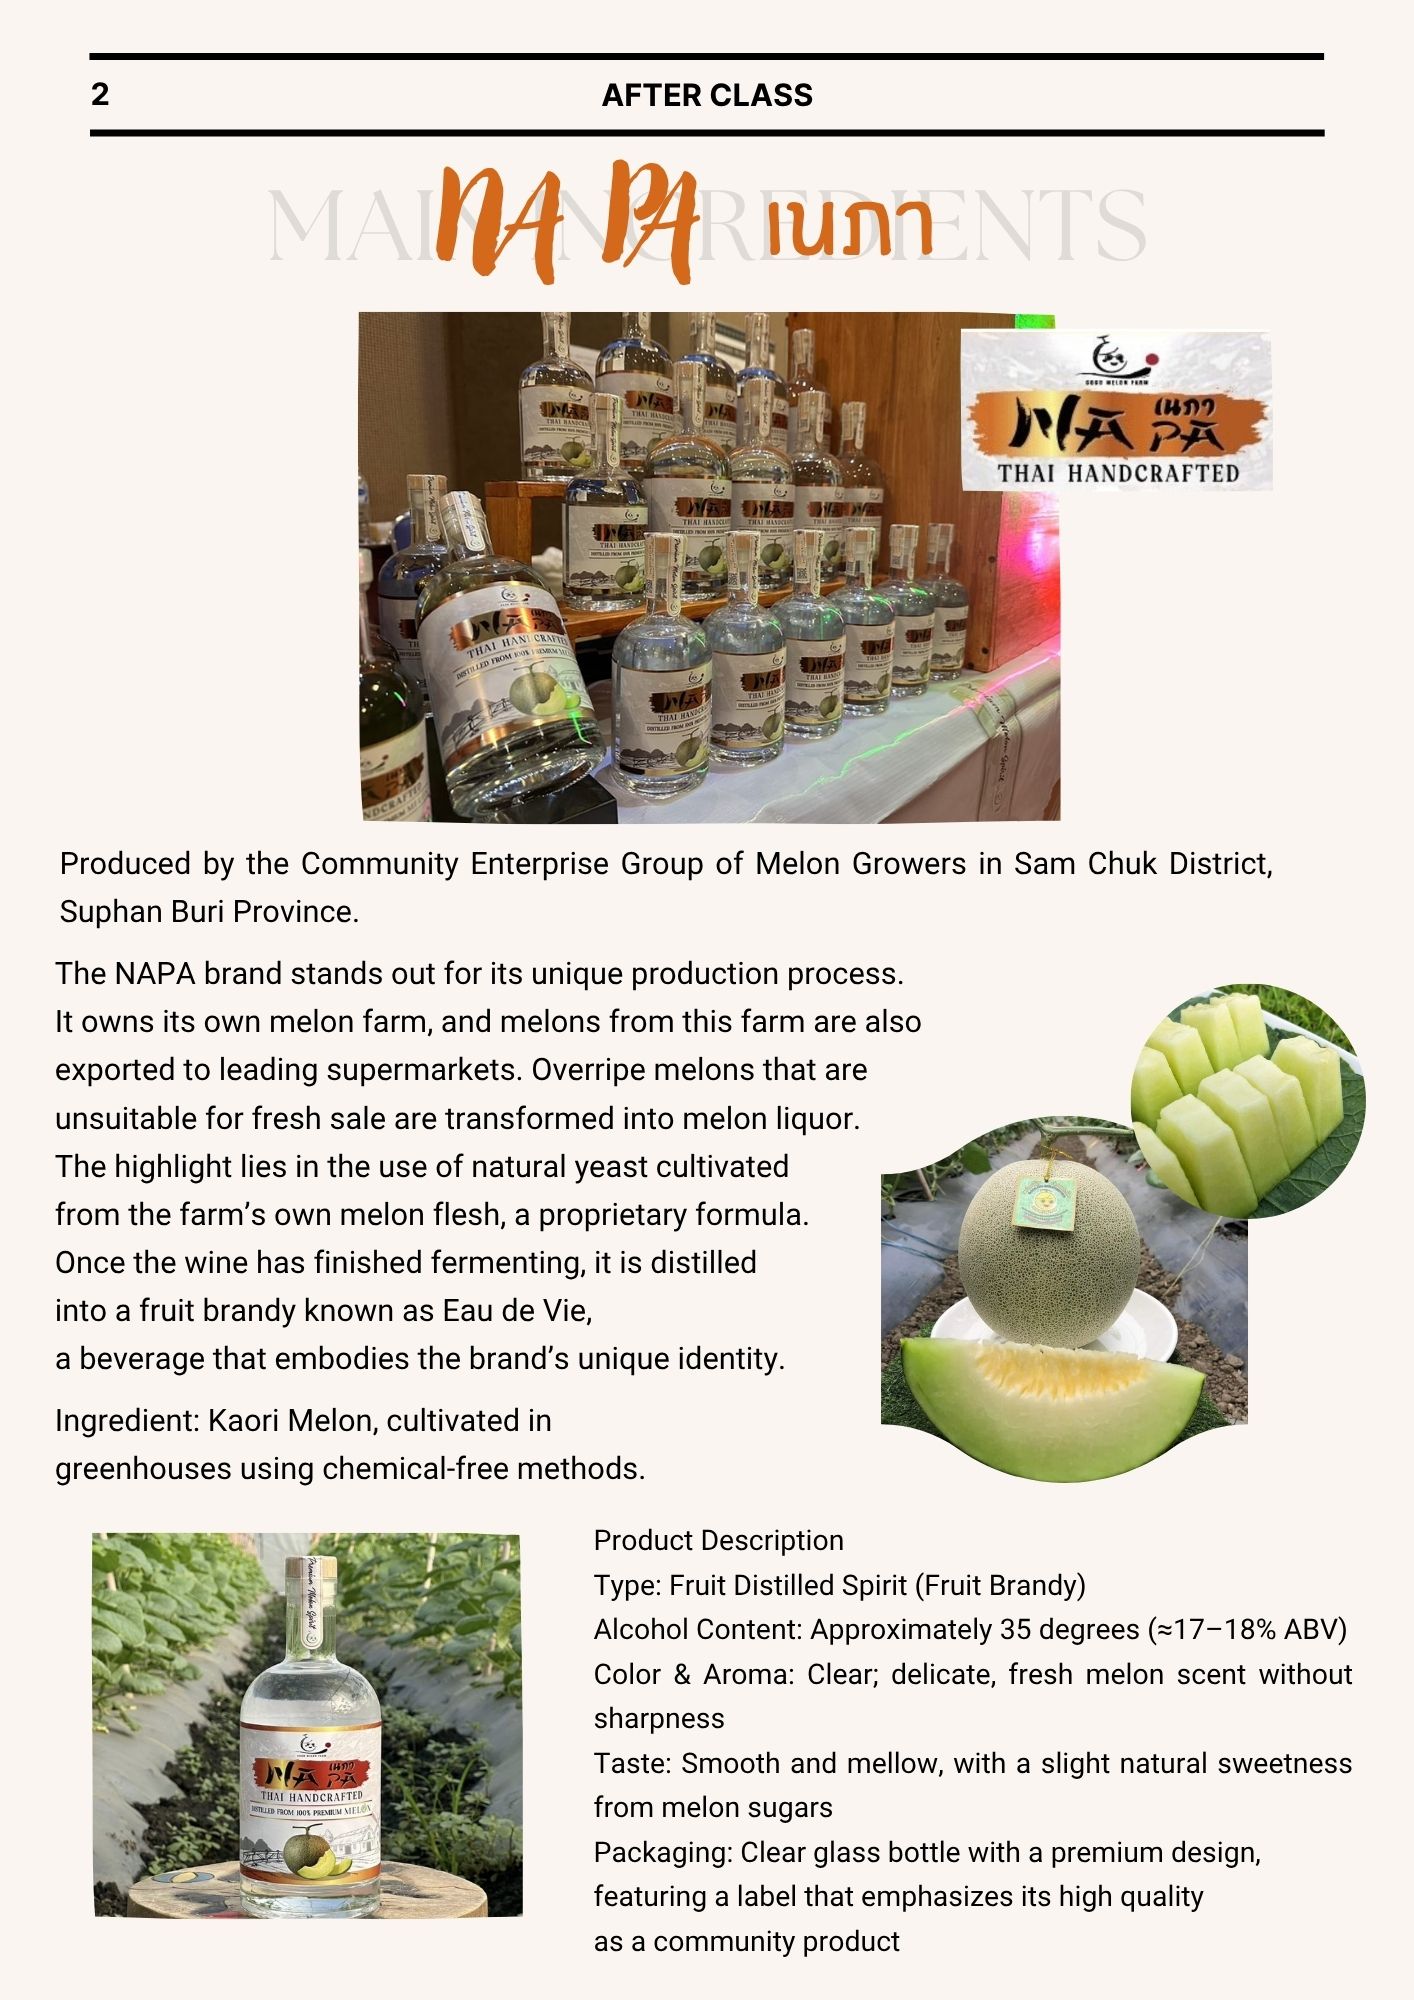 2
AFTER CLASS
MAIN INGREDIENTS
NA PA เนภา
GOGO MELON FARM
NAPA เนภา
THAI HANDCRAFTED
Produced by the Community Enterprise Group of Melon Growers in Sam Chuk District,
Suphan Buri Province.
The NAPA brand stands out for its unique production process.
It owns its own melon farm, and melons from this farm are also
exported to leading supermarkets. Overripe melons that are
unsuitable for fresh sale are transformed into melon liquor.
The highlight lies in the use of natural yeast cultivated
from the farm’s own melon flesh, a proprietary formula.
Once the wine has finished fermenting, it is distilled
into a fruit brandy known as Eau de Vie,
a beverage that embodies the brand’s unique identity.
Ingredient: Kaori Melon, cultivated in
greenhouses using chemical-free methods.
Premium Melon Spirit
NAPA เนภา
THAI HANDCRAFTED
DISTILLED FROM 100% PREMIUM MELON
Product Description
Type: Fruit Distilled Spirit (Fruit Brandy)
Alcohol Content: Approximately 35 degrees (≈17–18% ABV)
Color & Aroma: Clear; delicate, fresh melon scent without
sharpness
Taste: Smooth and mellow, with a slight natural sweetness
from melon sugars
Packaging: Clear glass bottle with a premium design,
featuring a label that emphasizes its high quality
as a community product